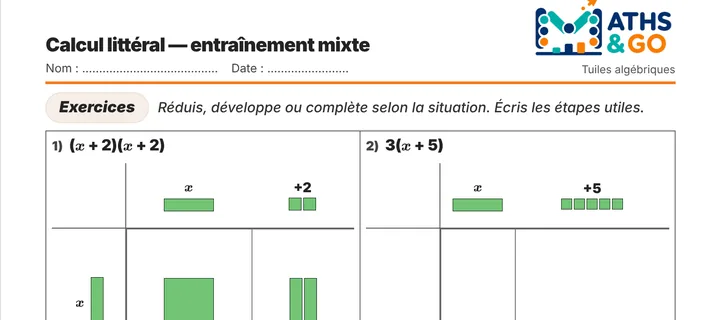 MATHS
&GO
Calcul littéral — entraînement mixte
Nom : ........................................ Date : ........................
Tuiles algébriques
Exercices Réduis, développe ou complète selon la situation. Écris les étapes utiles.
1) (x + 2)(x + 2)
2) 3(x + 5)
x +2
x +5
x